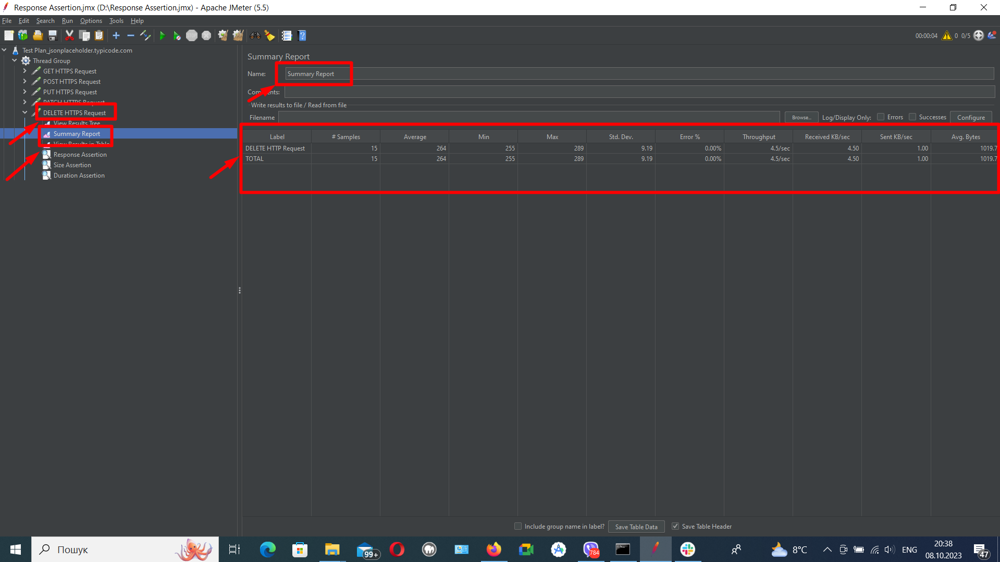 Response Assertion.jmx (D:\Response Assertion.jmx) - Apache JMeter (5.5)
File Edit Search Run Options Tools Help
00:00:04 0 0/5
Test Plan_jsonplaceholder.typicode.com
Thread Group
GET HTTPS Request
POST HTTPS Request
PUT HTTPS Request
PATCH HTTPS Request
DELETE HTTPS Request
View Results Tree
Summary Report
View Results in Table
Response Assertion
Size Assertion
Duration Assertion
Summary Report
Name: Summary Report
Comments:
Write results to file / Read from file
Filename Browse... Log/Display Only: Errors Successes Configure
Label # Samples Average Min Max Std. Dev. Error % Throughput Received KB/sec Sent KB/sec Avg. Bytes
DELETE HTTP Request 15 264 255 289 9.19 0.00% 4.5/sec 4.50 1.00 1019.7
TOTAL 15 264 255 289 9.19 0.00% 4.5/sec 4.50 1.00 1019.7
Include group name in label? Save Table Data Save Table Header
Пошук 99+ 784 8°C ENG 20:38
08.10.2023 47